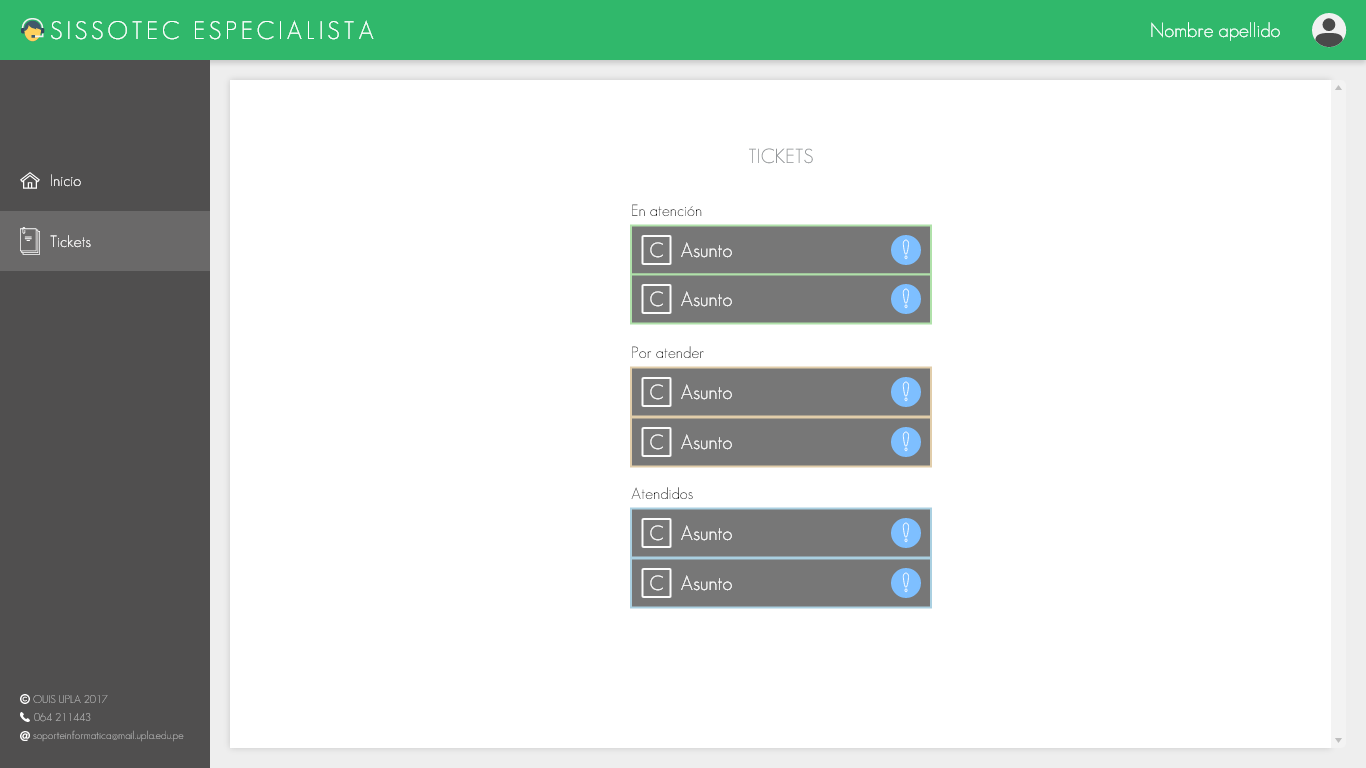 SISSOTEC ESPECIALISTA
Nombre apellido
Inicio
Tickets
TICKETS
En atención
C Asunto !
C Asunto !
Por atender
C Asunto !
C Asunto !
Atendidos
C Asunto !
C Asunto !
© OUIS UPLA 2017
064 211443
@ soporteinformatica@mail.upla.edu.pe